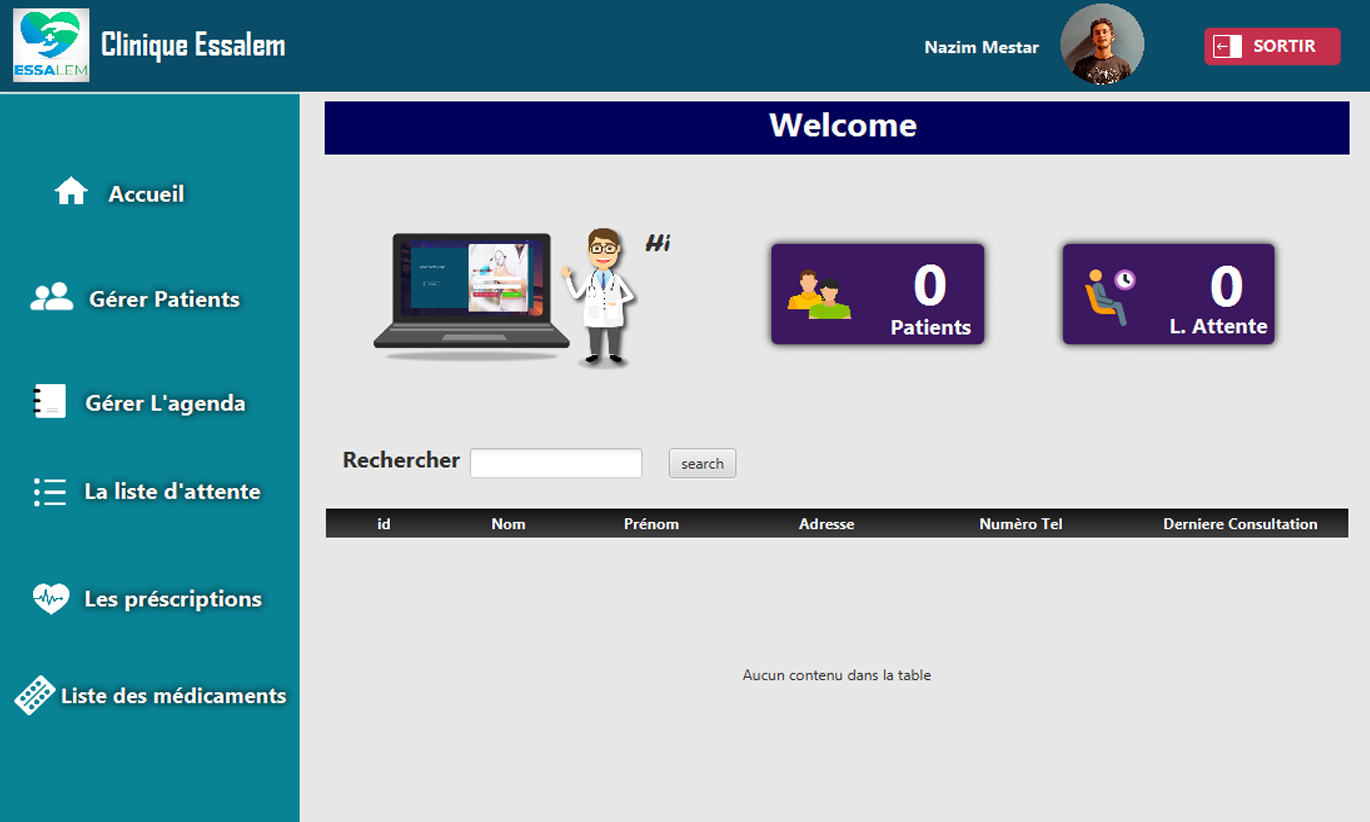 ESSALEM
Clinique Essalem
Nazim Mestar
SORTIR
Welcome
Accueil
Gérer Patients
Gérer L'agenda
La liste d'attente
Les préscriptions
Liste des médicaments
Hi
0
Patients
0
L. Attente
Rechercher
search
id Nom Prénom Adresse Numèro Tel Derniere Consultation
Aucun contenu dans la table